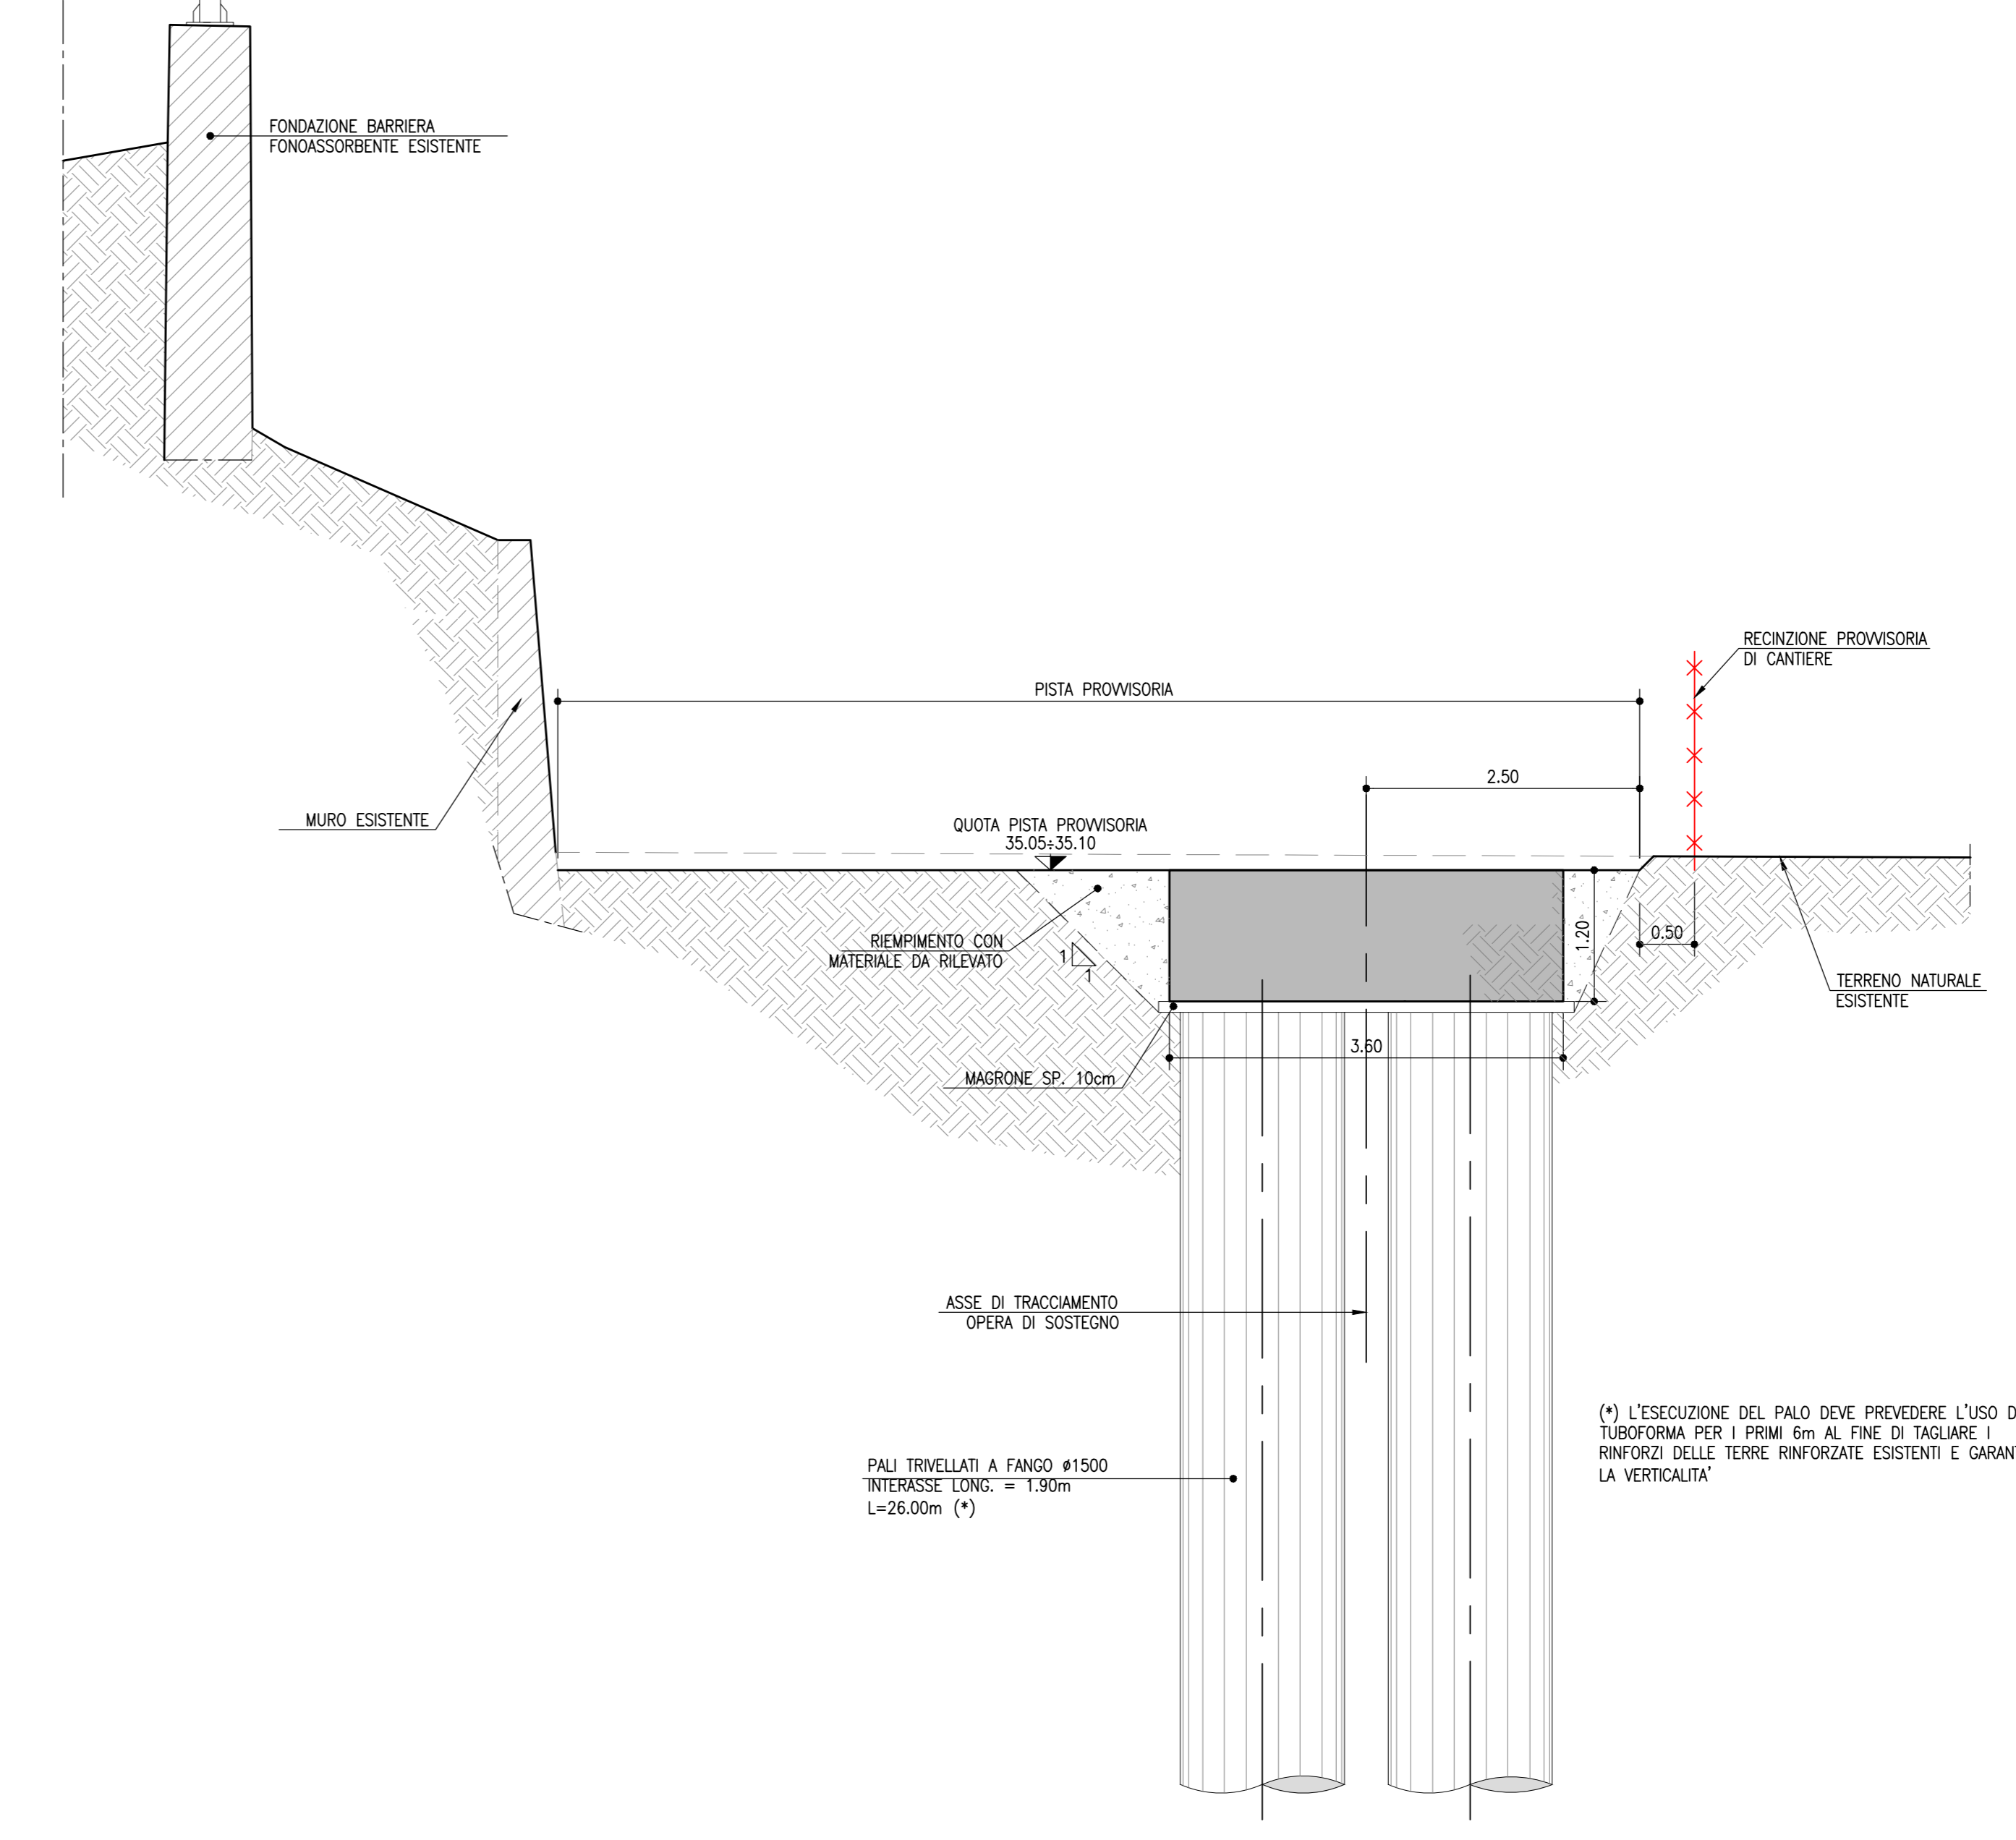 FONDAZIONE BARRIERA
FONOASSORBENTE ESISTENTE
RECINZIONE PROVVISORIA
DI CANTIERE
PISTA PROVVISORIA
2.50
MURO ESISTENTE
QUOTA PISTA PROVVISORIA
35.05÷35.10
RIEMPIMENTO CON
MATERIALE DA RILEVATO
1
1
1.20
0.50
TERRENO NATURALE
ESISTENTE
3.60
MAGRONE SP. 10cm
ASSE DI TRACCIAMENTO
OPERA DI SOSTEGNO
(*) L'ESECUZIONE DEL PALO DEVE PREVEDERE L'USO D
TUBOFORMA PER I PRIMI 6m AL FINE DI TAGLIARE I
RINFORZI DELLE TERRE RINFORZATE ESISTENTI E GARAN
LA VERTICALITA'
PALI TRIVELLATI A FANGO ø1500
INTERASSE LONG. = 1.90m
L=26.00m (*)